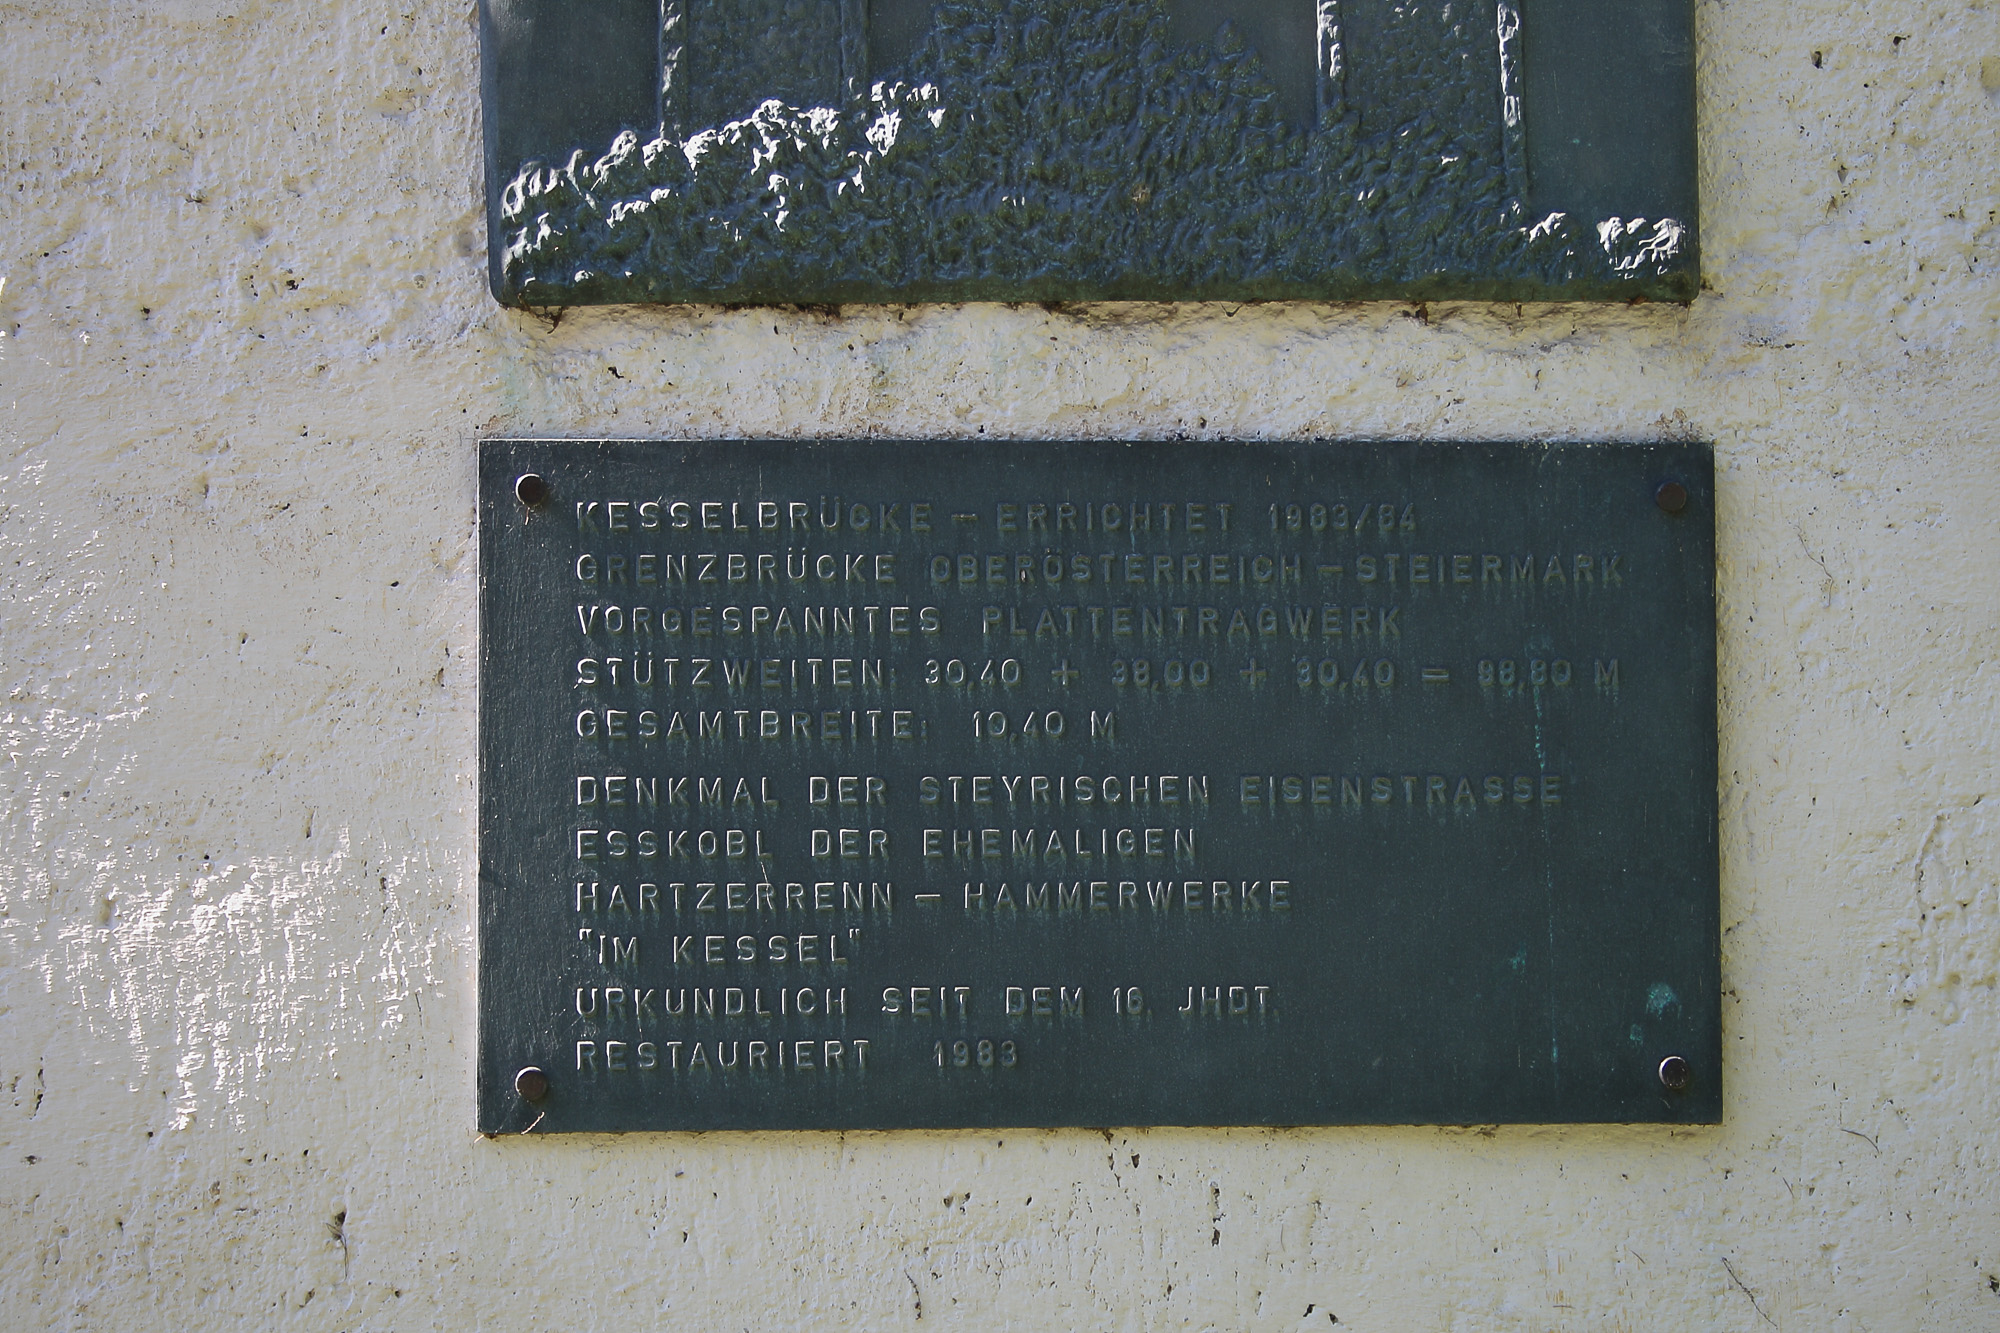 KESSELBRÜCKE – ERRICHTET 1983/84
GRENZBRÜCKE OBERÖSTERREICH – STEIERMARK
VORGESPANNTES PLATTENTRAGWERK
STÜTZWEITEN: 30,40 + 38,00 + 30,40 = 98,80 M
GESAMTBREITE: 10,40 M
DENKMAL DER STEYRISCHEN EISENSTRASSE
ESSKOBL DER EHEMALIGEN
HARTZERRENN – HAMMERWERKE
"IM KESSEL"
URKUNDLICH SEIT DEM 16. JHDT.
RESTAURIERT 1983